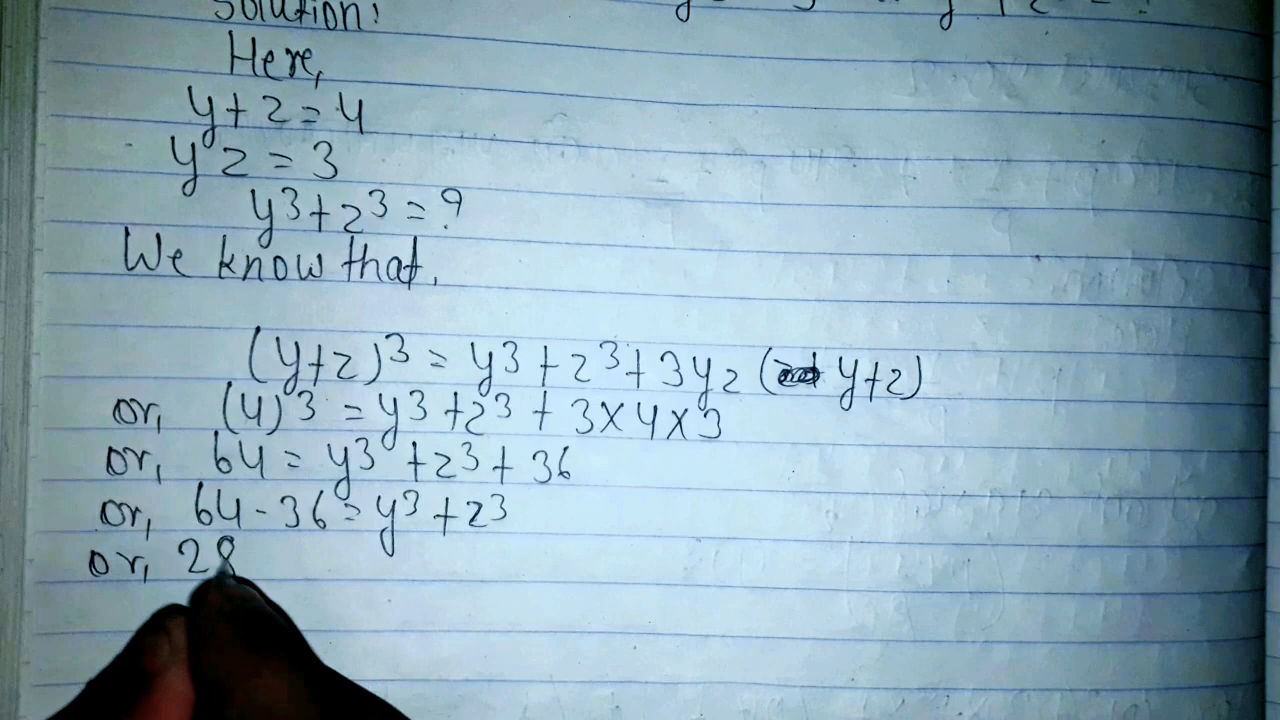 Solution:
Here,
y+z=4
yz=3
y³+z³=?
We know that,
(y+z)³=y³+z³+3yz(y+z)
or, (4)³=y³+z³+3×4×3
or, 64=y³+z³+36
or, 64-36=y³+z³
or, 28